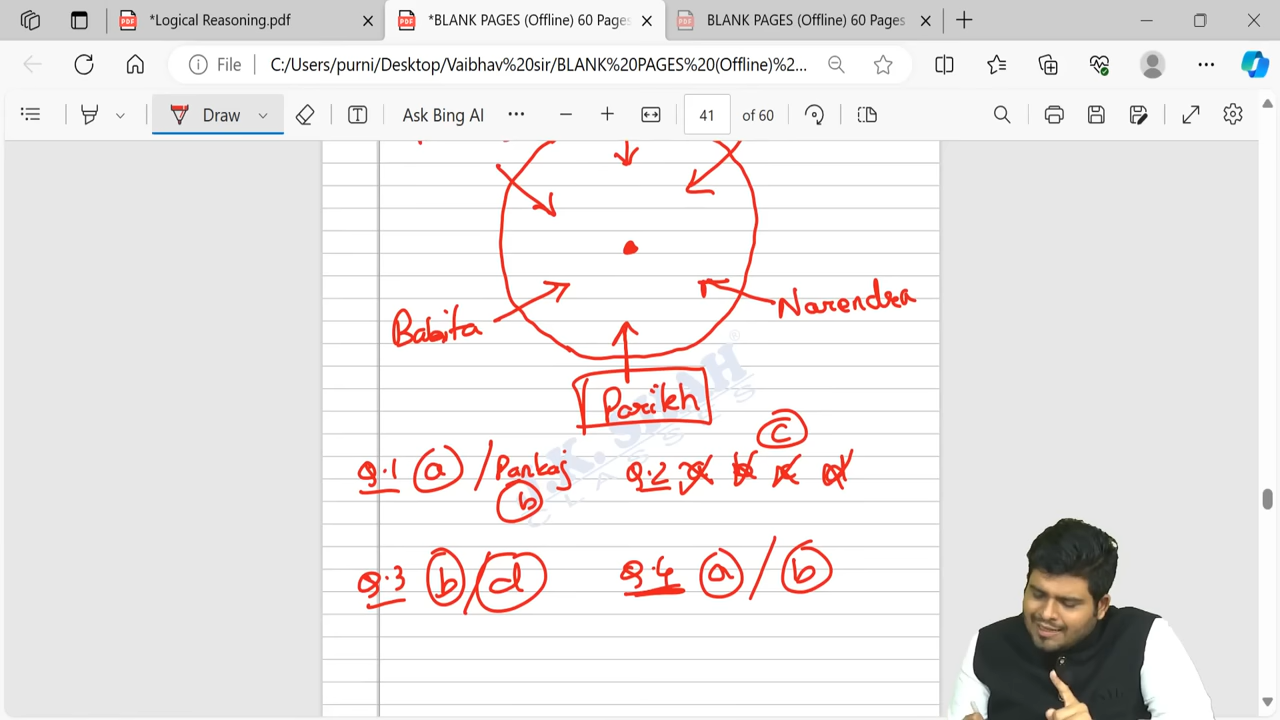 *Logical Reasoning.pdf
*BLANK PAGES (Offline) 60 Pages
BLANK PAGES (Offline) 60 Pages
File
C:/Users/purni/Desktop/Vaibhav%20sir/BLANK%20PAGES%20(Offline)%2...
Draw
Ask Bing AI
41
of 60
Babita
Narendra
Parikh
Q.1 a / Pankaj
b
Q.2 a b c d
c
Q.3 b/d
Q.4 a / b
J.K. SHAH
CLASSES